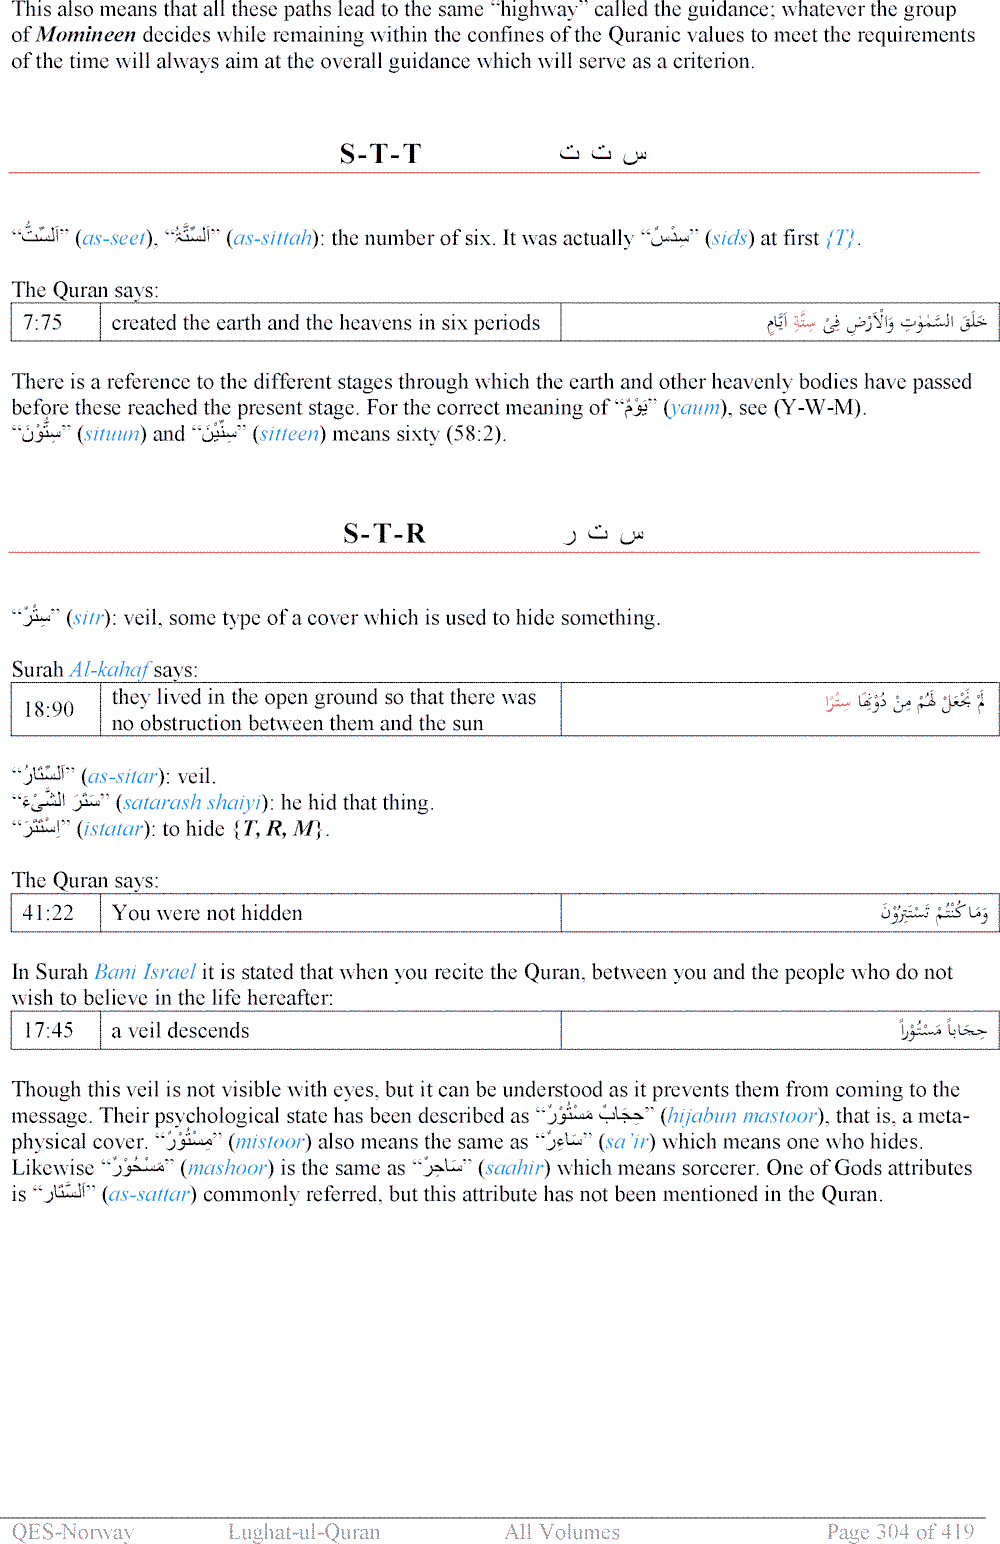 This also means that all these paths lead to the same “highway” called the guidance; whatever the group
of Momineen decides while remaining within the confines of the Quranic values to meet the requirements
of the time will always aim at the overall guidance which will serve as a criterion.
S-T-T س ت ت
“اَلسِّتُّ” (as-seet), “اَلسِّتَّۃُ” (as-sittah): the number of six. It was actually “سِدْسٌ” (sids) at first {T}.
The Quran says:
7:75 created the earth and the heavens in six periods خَلَقَ السَّمٰوٰتِ وَالْاَرْضِ فِیْ سِتَّةِ اَیَّامٍ
There is a reference to the different stages through which the earth and other heavenly bodies have passed
before these reached the present stage. For the correct meaning of “یَوْمٌ” (yaum), see (Y-W-M).
“سِتُّوْنَ” (situun) and “سِتِّیْنَ” (sitteen) means sixty (58:2).
S-T-R س ت ر
“سِتْرٌ” (sitr): veil, some type of a cover which is used to hide something.
Surah Al-kahaf says:
18:90 they lived in the open ground so that there was
no obstruction between them and the sun لَمْ نَجْعَلْ لَهُمْ مِنْ دُوْنِهَا سِتْرًا
“اَلسِّتَارُ” (as-sitar): veil.
“سَتَرَ الشَّیْءَ” (satarash shaiyi): he hid that thing.
“اِسْتَتَرَ” (istatar): to hide {T, R, M}.
The Quran says:
41:22 You were not hidden وَمَا كُنْتُمْ تَسْتَتِرُوْنَ
In Surah Bani Israel it is stated that when you recite the Quran, between you and the people who do not
wish to believe in the life hereafter:
17:45 a veil descends حِجَاباً مَسْتُوْراً
Though this veil is not visible with eyes, but it can be understood as it prevents them from coming to the
message. Their psychological state has been described as “حِجَابٌ مَسْتُوْرٌ” (hijabun mastoor), that is, a meta-
physical cover. “مِسْتُوْرٌ” (mistoor) also means the same as “سَاءِرٌ” (sa’ir) which means one who hides.
Likewise “مَسْحُوْرٌ” (mashoor) is the same as “سَاحِرٌ” (saahir) which means sorcerer. One of Gods attributes
is “اَلسَّتَّار” (as-sattar) commonly referred, but this attribute has not been mentioned in the Quran.
QES-Norway Lughat-ul-Quran All Volumes Page 304 of 419